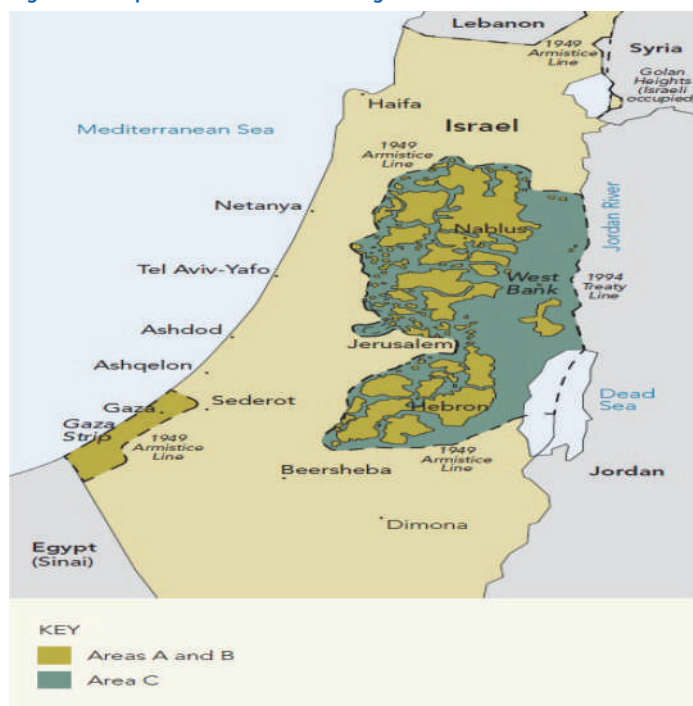 Lebanon
1949
Armistice
Line
Syria
Golan
Heights
(Israeli
occupied)
Haifa
Mediterranean Sea
Israel
1949
Armistice
Line
Netanya
Nablus
Jordan River
Tel Aviv-Yafo
West
Bank
1994
Treaty
Line
Ashdod
Jerusalem
Ashqelon
Dead
Sea
Gaza
Sederot
Hebron
Gaza
Strip
1949
Armistice
Line
1949
Armistice
Line
Beersheba
Jordan
Dimona
Egypt
(Sinai)
KEY
Areas A and B
Area C